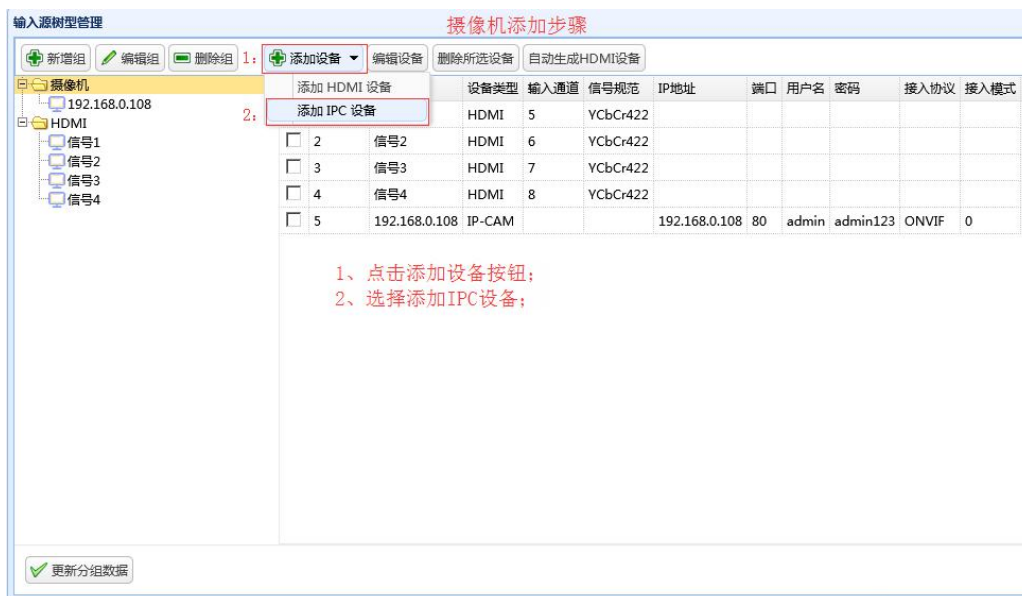 输入源树型管理
摄像机添加步骤
新增组 编辑组 删除组 1; 添加设备 编辑设备 删除所选设备 自动生成HDMI设备
摄像机
192.168.0.108
HDMI
信号1
信号2
信号3
信号4
添加 HDMI 设备
2; 添加 IPC 设备
设备类型 输入通道 信号规范 IP地址 端口 用户名 密码 接入协议 接入模式
HDMI 5 YCbCr422
2 信号2 HDMI 6 YCbCr422
3 信号3 HDMI 7 YCbCr422
4 信号4 HDMI 8 YCbCr422
5 192.168.0.108 IP-CAM 192.168.0.108 80 admin admin123 ONVIF 0
1、点击添加设备按钮;
2、选择添加IPC设备;
更新分组数据